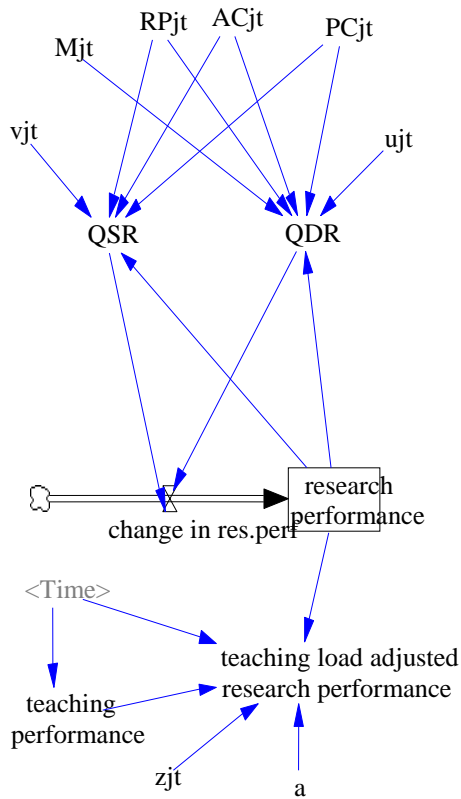 RPjt
ACjt
PCjt
Mjt
vjt
ujt
QSR
QDR
research
performance
change in res.perf
<Time>
teaching load adjusted
research performance
teaching
performance
zjt
a